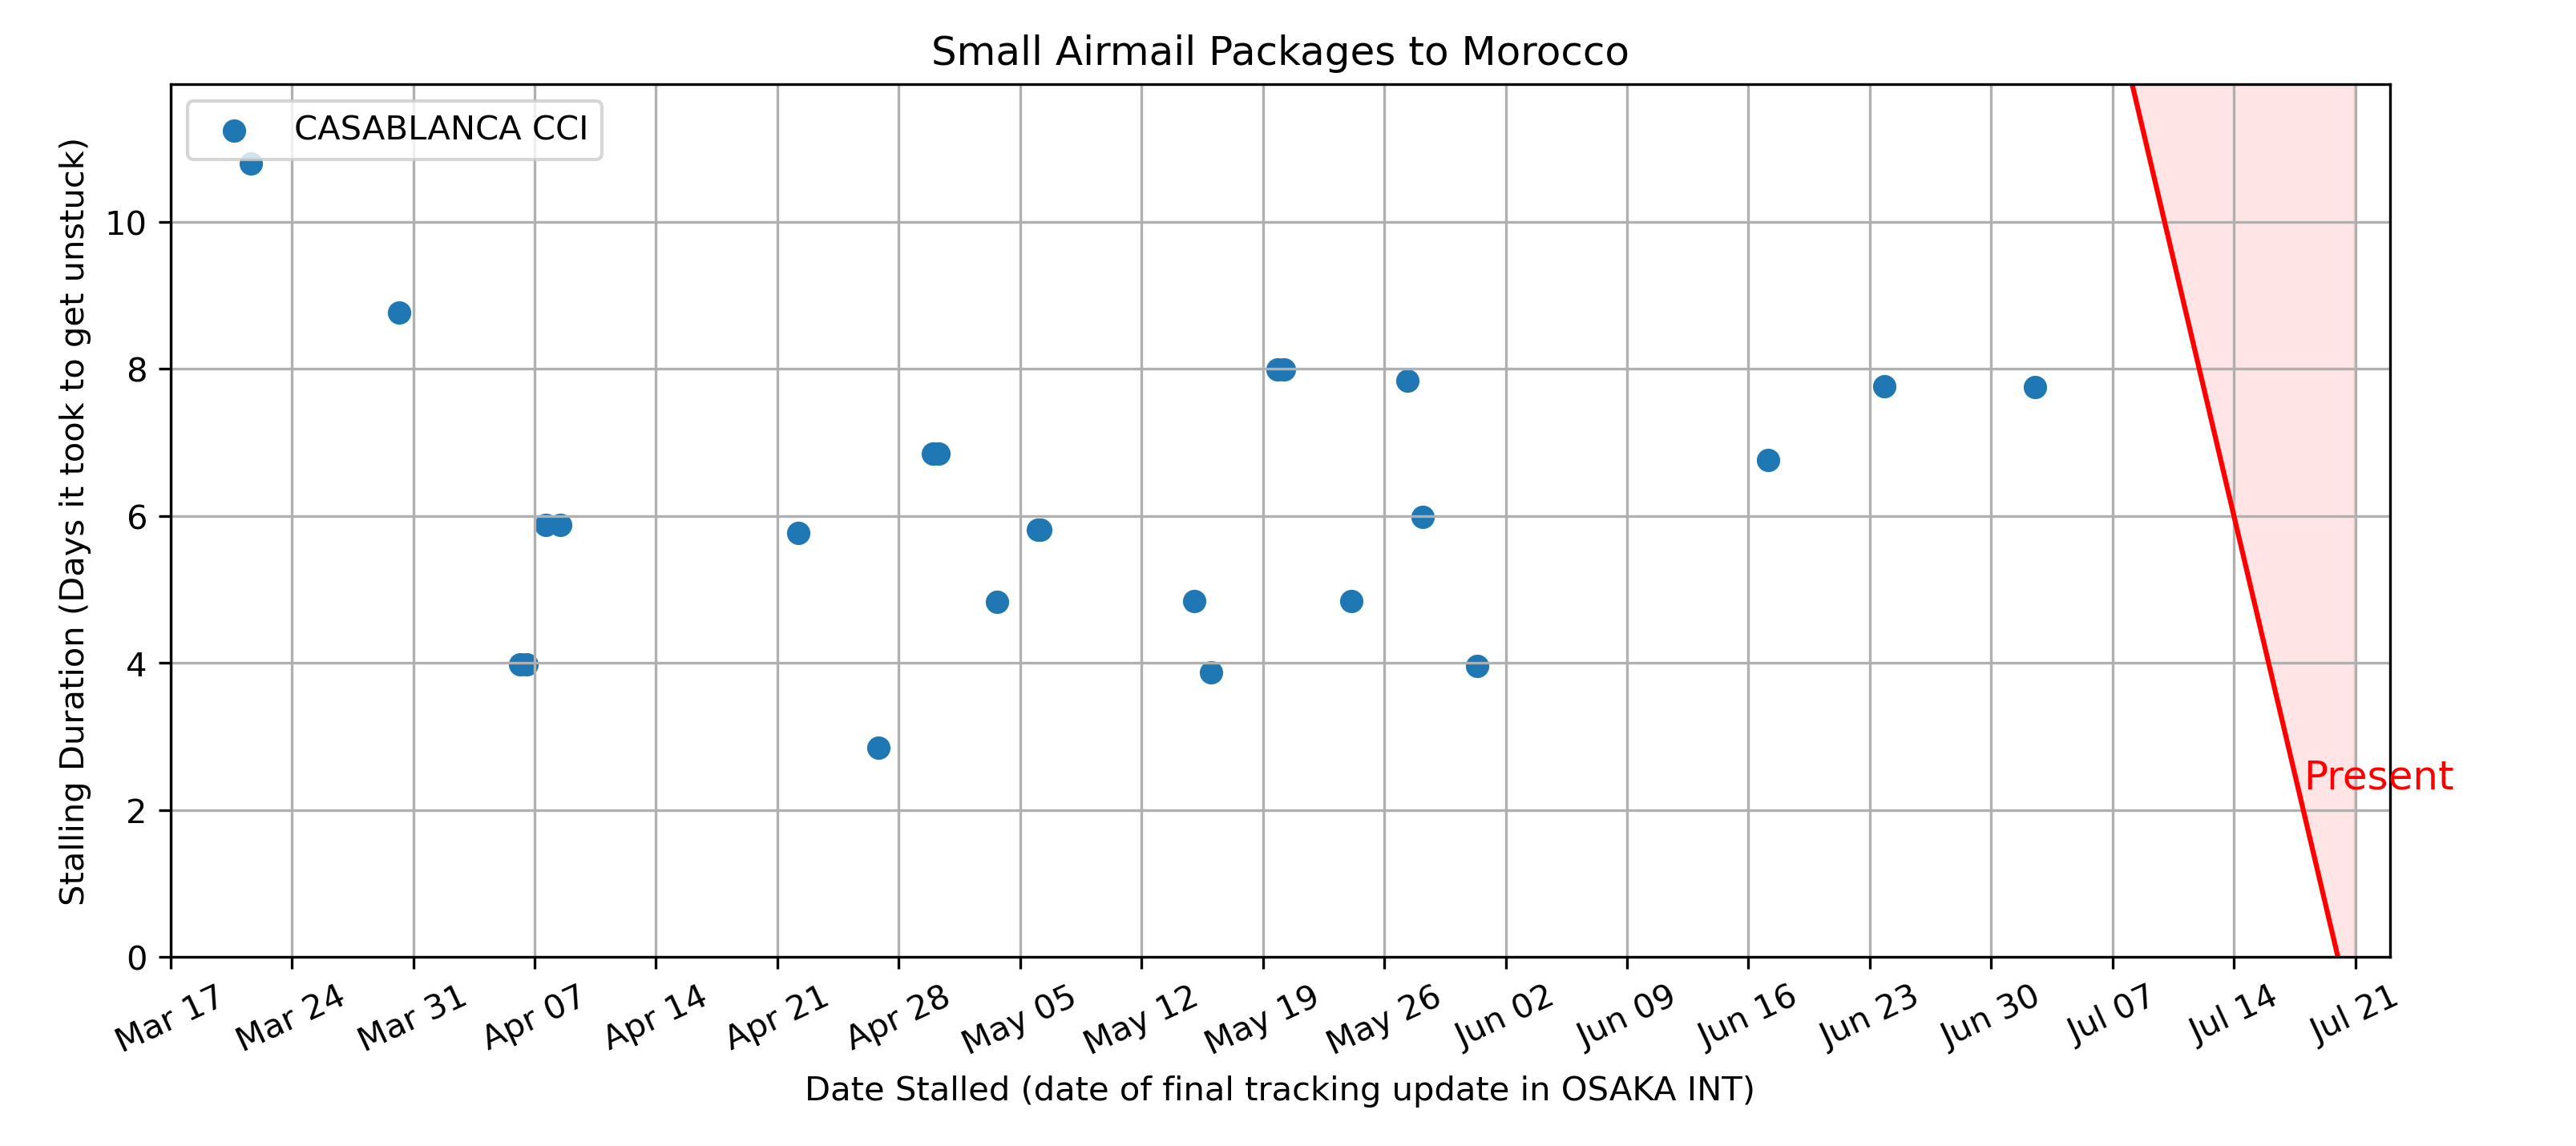 Small Airmail Packages to Morocco
CASABLANCA CCI
Stalling Duration (Days it took to get unstuck)
10
8
6
4
2
0
Present
Mar 17 Mar 24 Mar 31 Apr 07 Apr 14 Apr 21 Apr 28 May 05 May 12 May 19 May 26 Jun 02 Jun 09 Jun 16 Jun 23 Jun 30 Jul 07 Jul 14 Jul 21
Date Stalled (date of final tracking update in OSAKA INT)